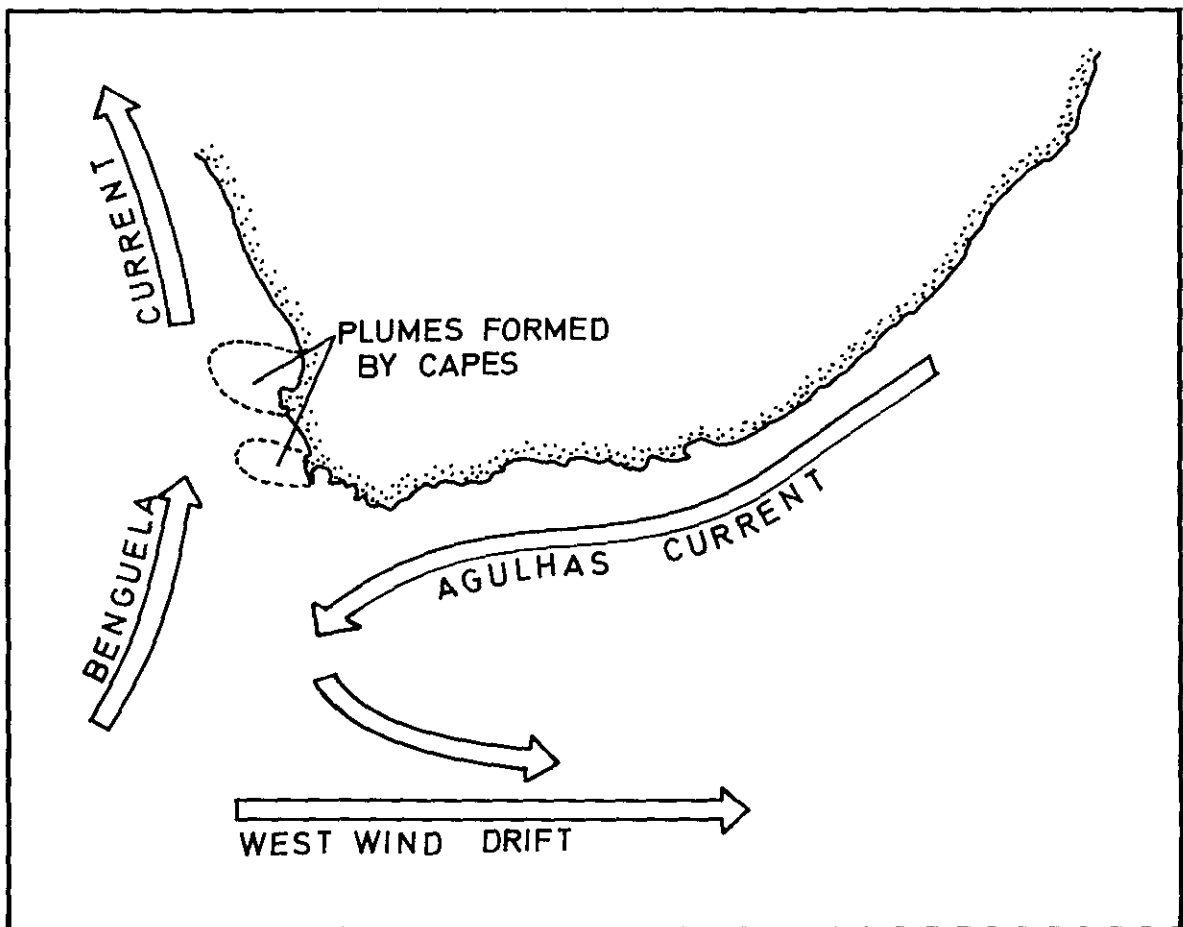 CURRENT
PLUMES FORMED
BY CAPES
BENGUELA
AGULHAS CURRENT
WEST WIND DRIFT